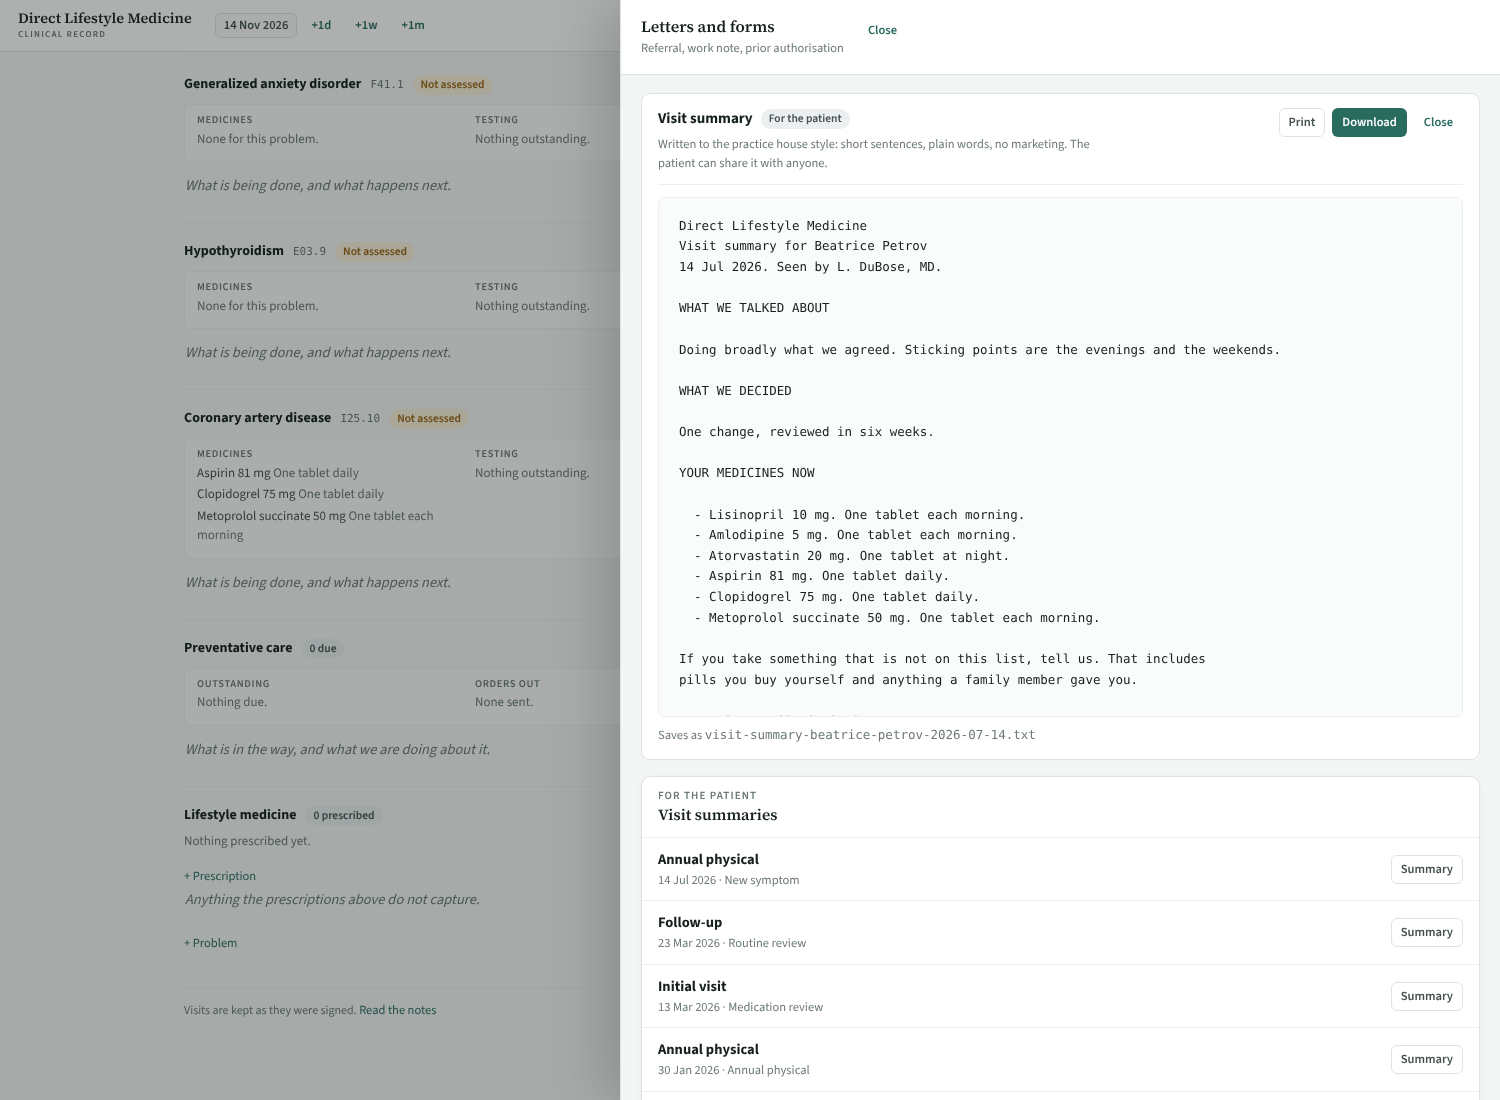 Direct Lifestyle Medicine
CLINICAL RECORD
14 Nov 2026 +1d +1w +1m
Generalized anxiety disorder F41.1 Not assessed
MEDICINES TESTING
None for this problem. Nothing outstanding.
What is being done, and what happens next.
Hypothyroidism E03.9 Not assessed
MEDICINES TESTING
None for this problem. Nothing outstanding.
What is being done, and what happens next.
Coronary artery disease I25.10 Not assessed
MEDICINES TESTING
Aspirin 81 mg One tablet daily Nothing outstanding.
Clopidogrel 75 mg One tablet daily
Metoprolol succinate 50 mg One tablet each
morning
What is being done, and what happens next.
Preventative care 0 due
OUTSTANDING ORDERS OUT
Nothing due. None sent.
What is in the way, and what we are doing about it.
Lifestyle medicine 0 prescribed
Nothing prescribed yet.
+ Prescription
Anything the prescriptions above do not capture.
+ Problem
Visits are kept as they were signed. Read the notes
Letters and forms Close
Referral, work note, prior authorisation
Visit summary For the patient Print Download Close
Written to the practice house style: short sentences, plain words, no marketing. The
patient can share it with anyone.
Direct Lifestyle Medicine
Visit summary for Beatrice Petrov
14 Jul 2026. Seen by L. DuBose, MD.
WHAT WE TALKED ABOUT
Doing broadly what we agreed. Sticking points are the evenings and the weekends.
WHAT WE DECIDED
One change, reviewed in six weeks.
YOUR MEDICINES NOW
- Lisinopril 10 mg. One tablet each morning.
- Amlodipine 5 mg. One tablet each morning.
- Atorvastatin 20 mg. One tablet at night.
- Aspirin 81 mg. One tablet daily.
- Clopidogrel 75 mg. One tablet daily.
- Metoprolol succinate 50 mg. One tablet each morning.
If you take something that is not on this list, tell us. That includes
pills you buy yourself and anything a family member gave you.
Saves as visit-summary-beatrice-petrov-2026-07-14.txt
FOR THE PATIENT
Visit summaries
Annual physical
14 Jul 2026 · New symptom Summary
Follow-up
23 Mar 2026 · Routine review Summary
Initial visit
13 Mar 2026 · Medication review Summary
Annual physical
30 Jan 2026 · Annual physical Summary